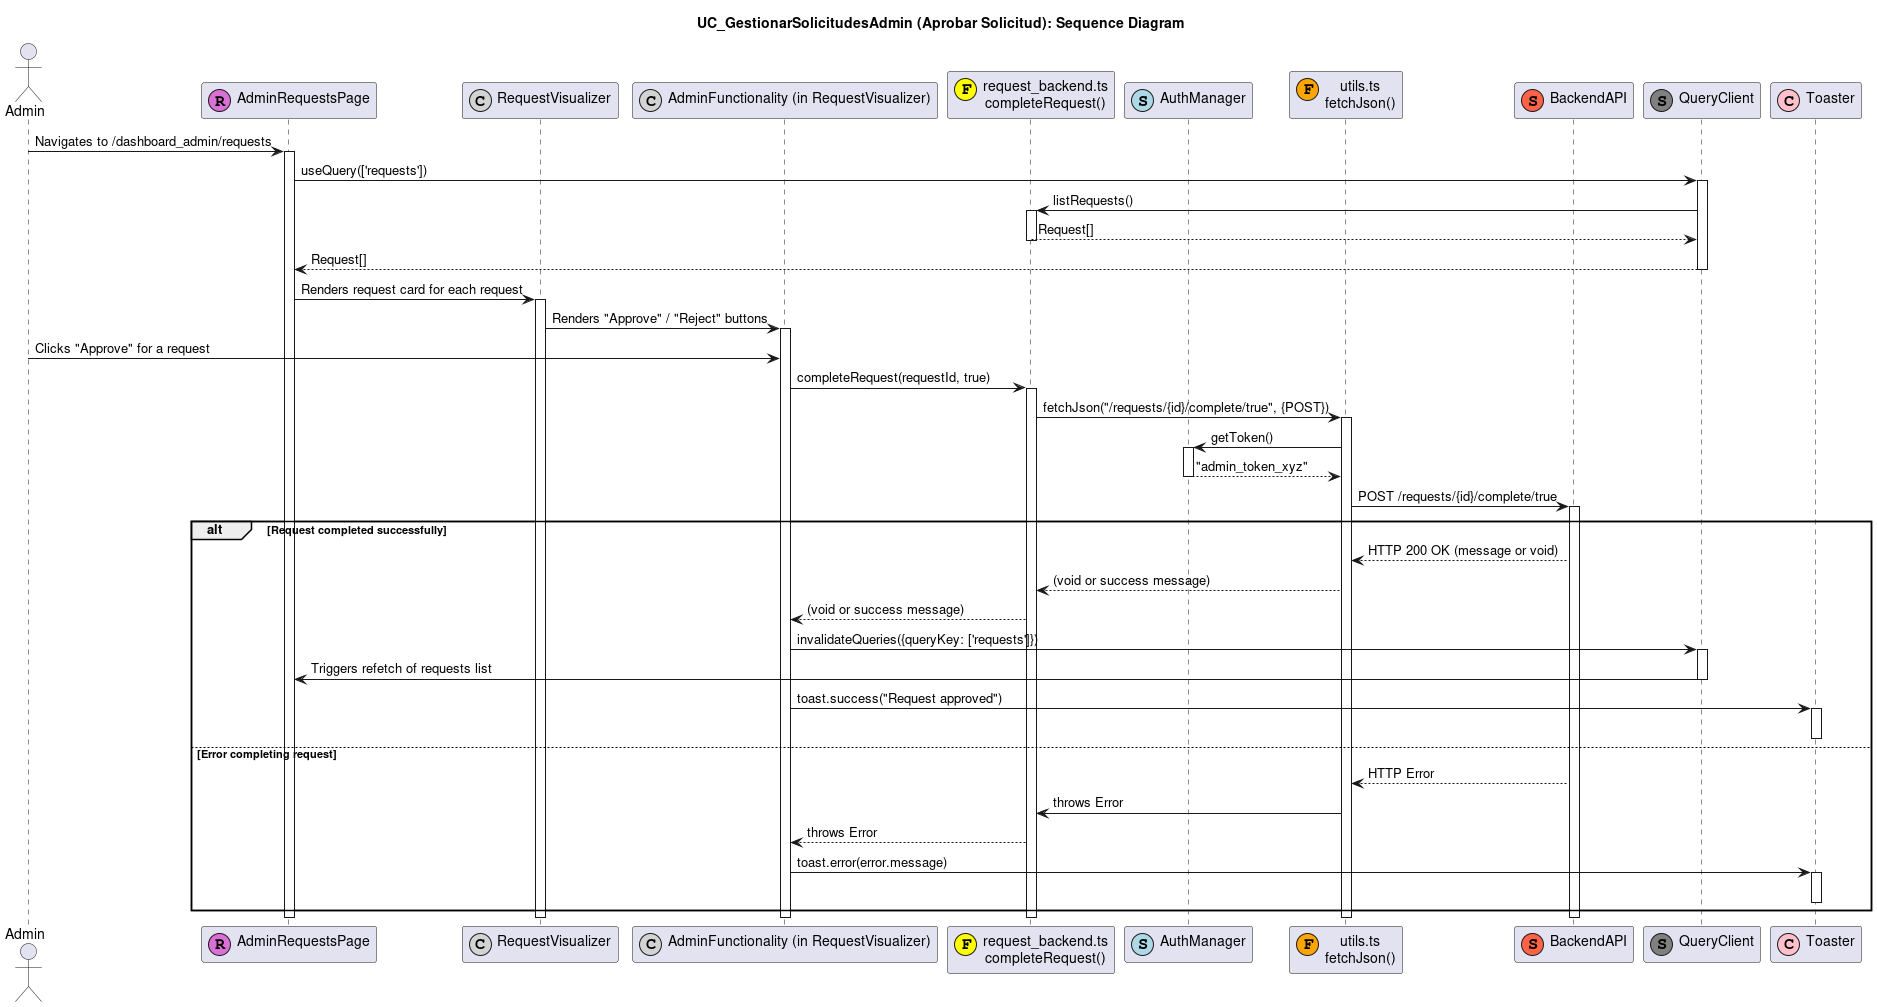 UC_GestionarSolicitudesAdmin (Aprobar Solicitud): Sequence Diagram
Admin
R AdminRequestsPage
C RequestVisualizer
C AdminFunctionality (in RequestVisualizer)
F request_backend.ts
completeRequest()
S AuthManager
F utils.ts
fetchJson()
S BackendAPI
S QueryClient
C Toaster
Navigates to /dashboard_admin/requests
useQuery(['requests'])
listRequests()
Request[]
Request[]
Renders request card for each request
Renders "Approve" / "Reject" buttons
Clicks "Approve" for a request
completeRequest(requestId, true)
fetchJson("/requests/{id}/complete/true", {POST})
getToken()
"admin_token_xyz"
POST /requests/{id}/complete/true
alt [Request completed successfully]
HTTP 200 OK (message or void)
(void or success message)
(void or success message)
invalidateQueries({queryKey: ['requests']})
Triggers refetch of requests list
toast.success("Request approved")
[Error completing request]
HTTP Error
throws Error
throws Error
toast.error(error.message)
Admin
R AdminRequestsPage
C RequestVisualizer
C AdminFunctionality (in RequestVisualizer)
F request_backend.ts
completeRequest()
S AuthManager
F utils.ts
fetchJson()
S BackendAPI
S QueryClient
C Toaster